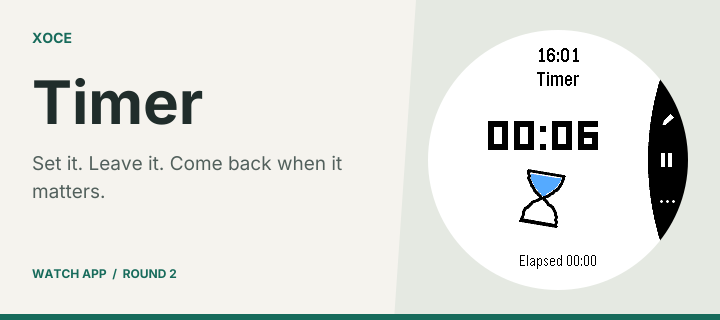 XOCE
Timer
Set it. Leave it. Come back when it
matters.
WATCH APP / ROUND 2
16:01
Timer
00:06
Elapsed 00:00